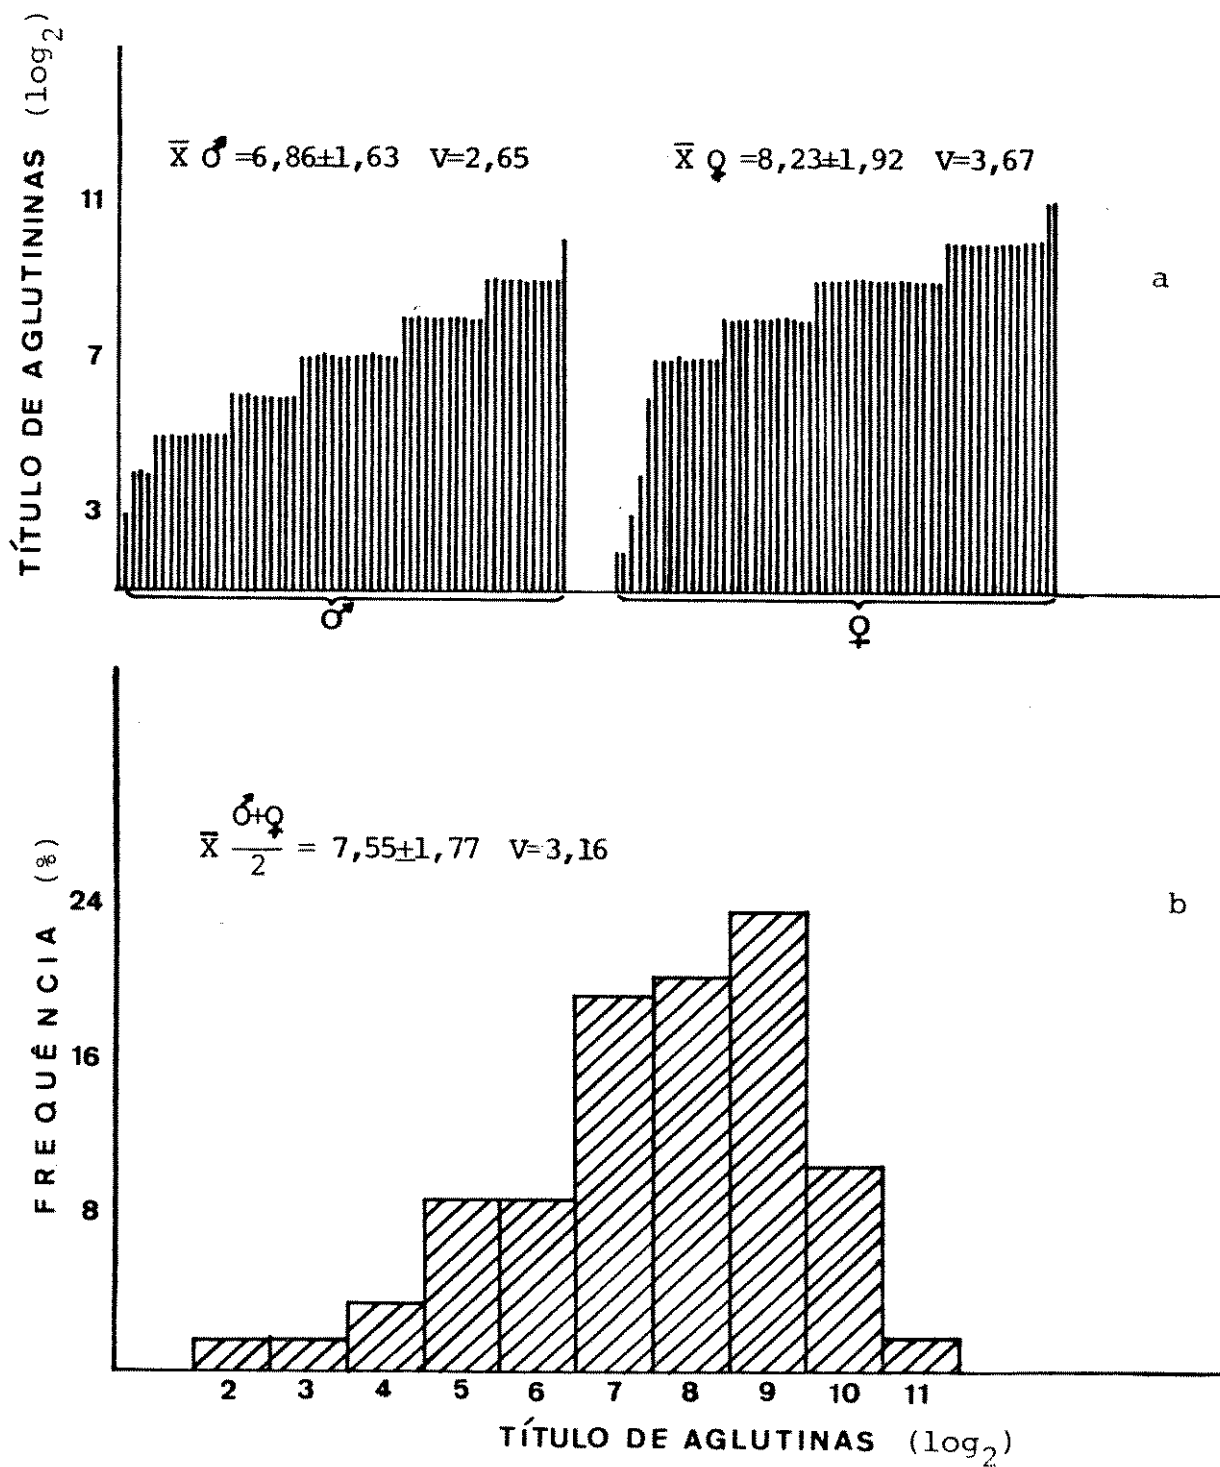 TÍTULO DE AGLUTININAS (log2)
X̄ ♂ =6,86±1,63 V=2,65
X̄ ♀ =8,23±1,92 V=3,67
11
7
3
a
♂
♀
FREQUÊNCIA (%)
X̄ ♂+♀/2 = 7,55±1,77 V=3,16
24
16
8
b
2 3 4 5 6 7 8 9 10 11
TÍTULO DE AGLUTINAS (log2)